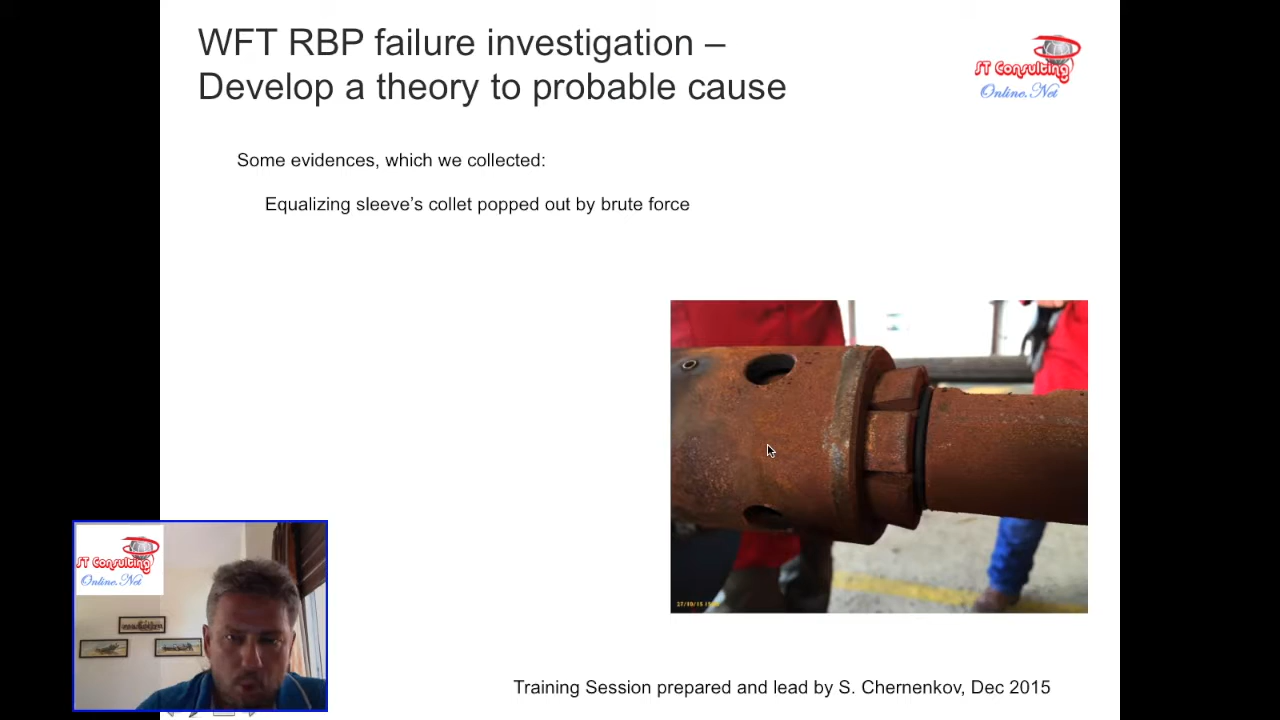 WFT RBP failure investigation –
Develop a theory to probable cause
ST Consulting
Online.Net
Some evidences, which we collected:
Equalizing sleeve's collet popped out by brute force
ST Consulting
Online.Net
Training Session prepared and lead by S. Chernenkov, Dec 2015